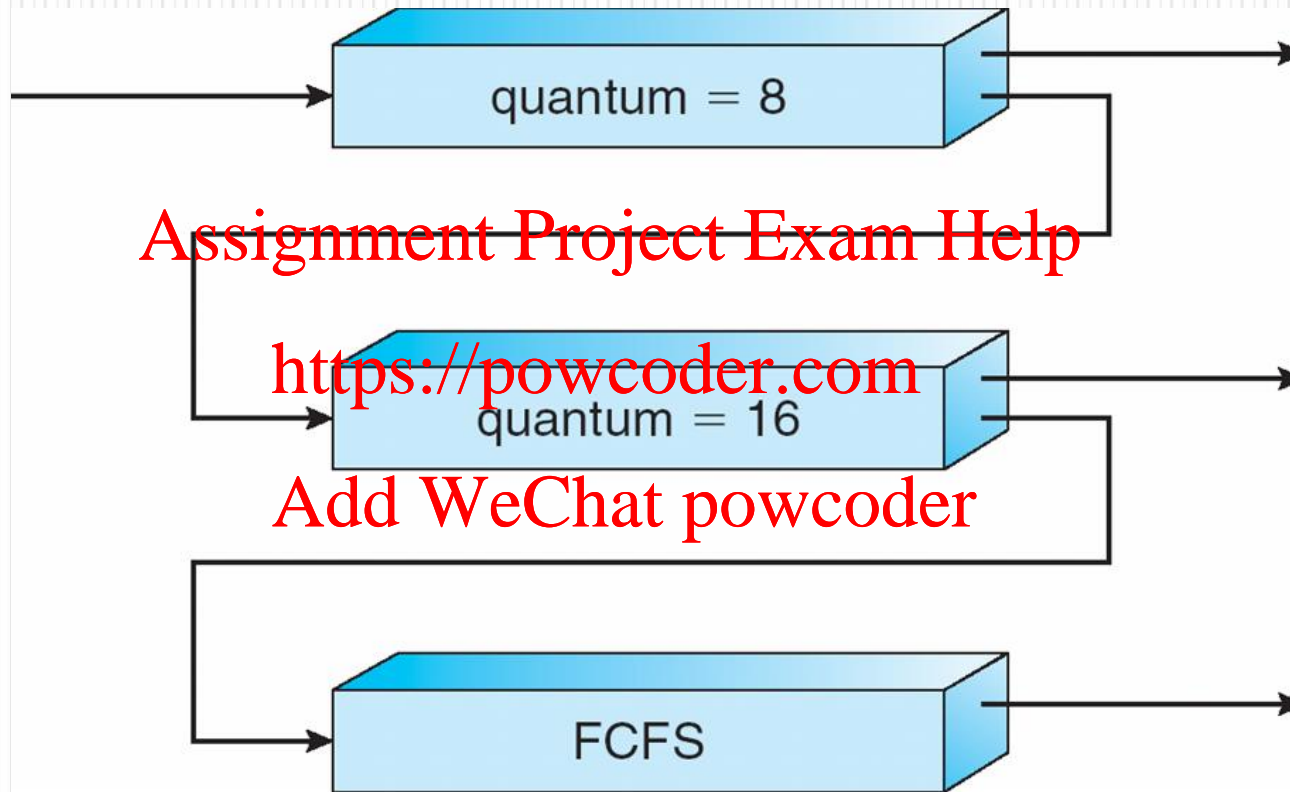 quantum = 8
Assignment Project Exam Help
https://powcoder.com
quantum = 16
Add WeChat powcoder
FCFS